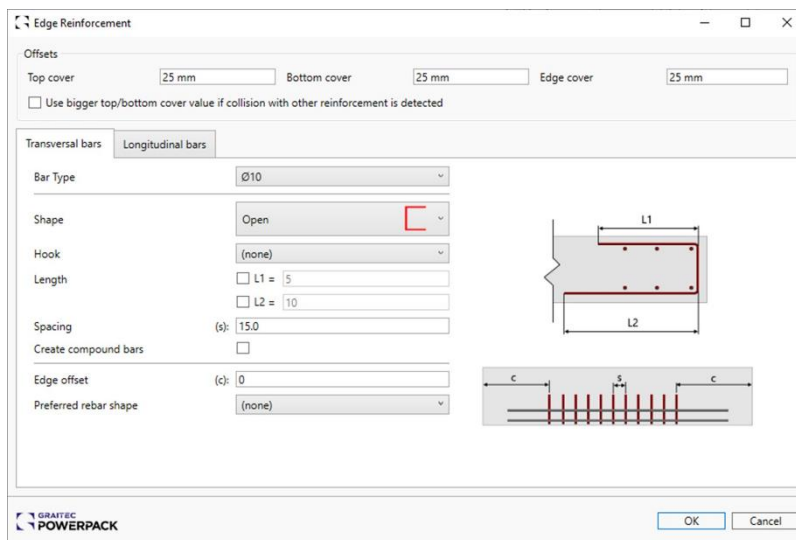 Edge Reinforcement
Offsets
Top cover 25 mm Bottom cover 25 mm Edge cover 25 mm
Use bigger top/bottom cover value if collision with other reinforcement is detected
Transversal bars Longitudinal bars
Bar Type Ø10
Shape Open
Hook (none)
Length L1 = 5
L2 = 10
Spacing (s): 15.0
Create compound bars
Edge offset (c): 0
Preferred rebar shape (none)
L1
L2
c s c
GRAITEC
POWERPACK
OK Cancel